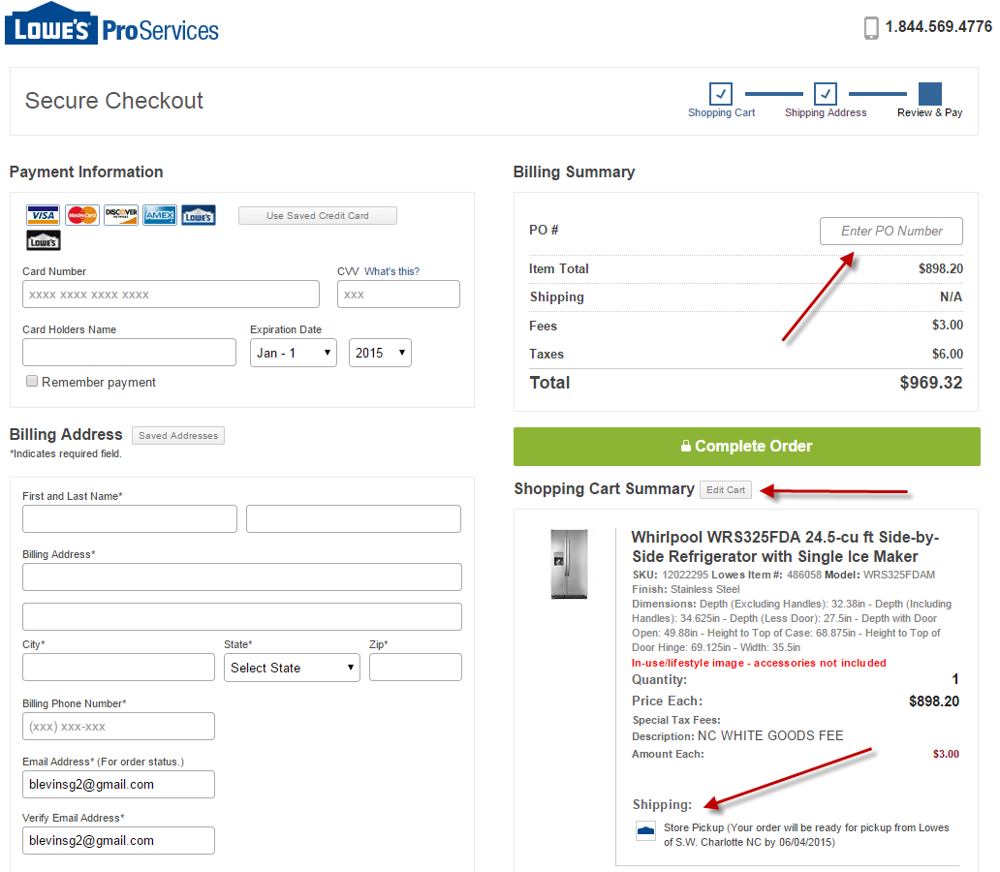 LOWE'S ProServices
1.844.569.4776
Secure Checkout
Shopping Cart
Shipping Address
Review & Pay
Payment Information
VISA MasterCard DISCOVER NETWORK AMEX LOWE'S
Use Saved Credit Card
LOWE'S
Card Number
CVV What's this?
xxxx xxxx xxxx xxxx
xxx
Card Holders Name
Expiration Date
Jan - 1
2015
Remember payment
Billing Address
Saved Addresses
*Indicates required field.
First and Last Name*
Billing Address*
City*
State*
Zip*
Select State
Billing Phone Number*
(xxx) xxx-xxx
Email Address* (For order status.)
blevinsg2@gmail.com
Verify Email Address*
blevinsg2@gmail.com
Billing Summary
PO #
Enter PO Number
Item Total $898.20
Shipping N/A
Fees $3.00
Taxes $6.00
Total $969.32
Complete Order
Shopping Cart Summary
Edit Cart
Whirlpool WRS325FDA 24.5-cu ft Side-by-
Side Refrigerator with Single Ice Maker
SKU: 12022295 Lowes Item #: 486058 Model: WRS325FDAM
Finish: Stainless Steel
Dimensions: Depth (Excluding Handles): 32.38in - Depth (Including
Handles): 34.625in - Depth (Less Door): 27.5in - Depth with Door
Open: 49.88in - Height to Top of Case: 68.875in - Height to Top of
Door Hinge: 69.125in - Width: 35.5in
In-use/lifestyle image - accessories not included
Quantity: 1
Price Each: $898.20
Special Tax Fees:
Description: NC WHITE GOODS FEE
Amount Each: $3.00
Shipping:
Store Pickup (Your order will be ready for pickup from Lowes
of S.W. Charlotte NC by 06/04/2015)